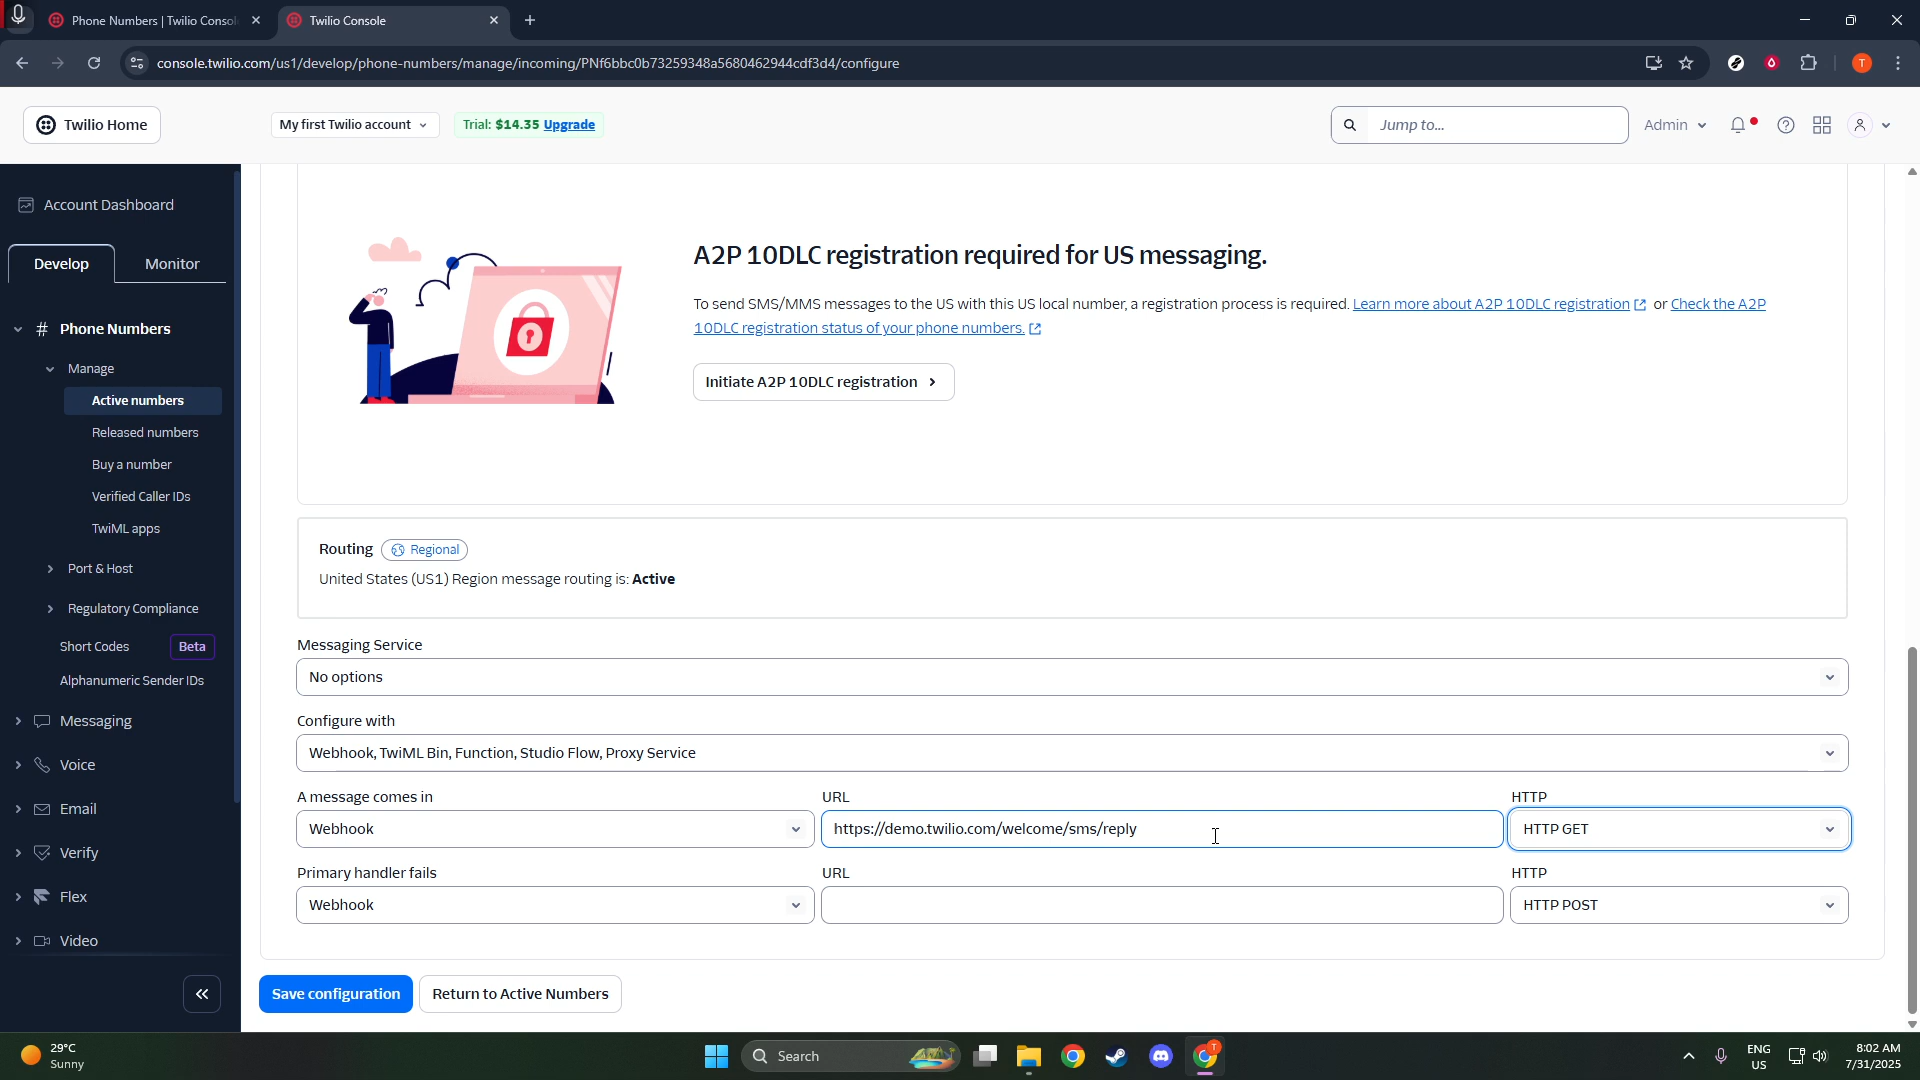 Phone Numbers | Twilio Consol
Twilio Console
console.twilio.com/us1/develop/phone-numbers/manage/incoming/PNf6bbc0b73259348a5680462944cdf3d4/configure
T
Twilio Home
My first Twilio account
Trial: $14.35 Upgrade
Jump to...
Admin
Account Dashboard
Develop
Monitor
# Phone Numbers
Manage
Active numbers
Released numbers
Buy a number
Verified Caller IDs
TwiML apps
Port & Host
Regulatory Compliance
Short Codes Beta
Alphanumeric Sender IDs
Messaging
Voice
Email
Verify
Flex
Video
A2P 10DLC registration required for US messaging.
To send SMS/MMS messages to the US with this US local number, a registration process is required. Learn more about A2P 10DLC registration or Check the A2P
10DLC registration status of your phone numbers.
Initiate A2P 10DLC registration
Routing Regional
United States (US1) Region message routing is: Active
Messaging Service
No options
Configure with
Webhook, TwiML Bin, Function, Studio Flow, Proxy Service
A message comes in URL HTTP
Webhook https://demo.twilio.com/welcome/sms/reply HTTP GET
Primary handler fails URL HTTP
Webhook HTTP POST
Save configuration
Return to Active Numbers
29°C
Sunny
Search
T
ENG
US
8:02 AM
7/31/2025